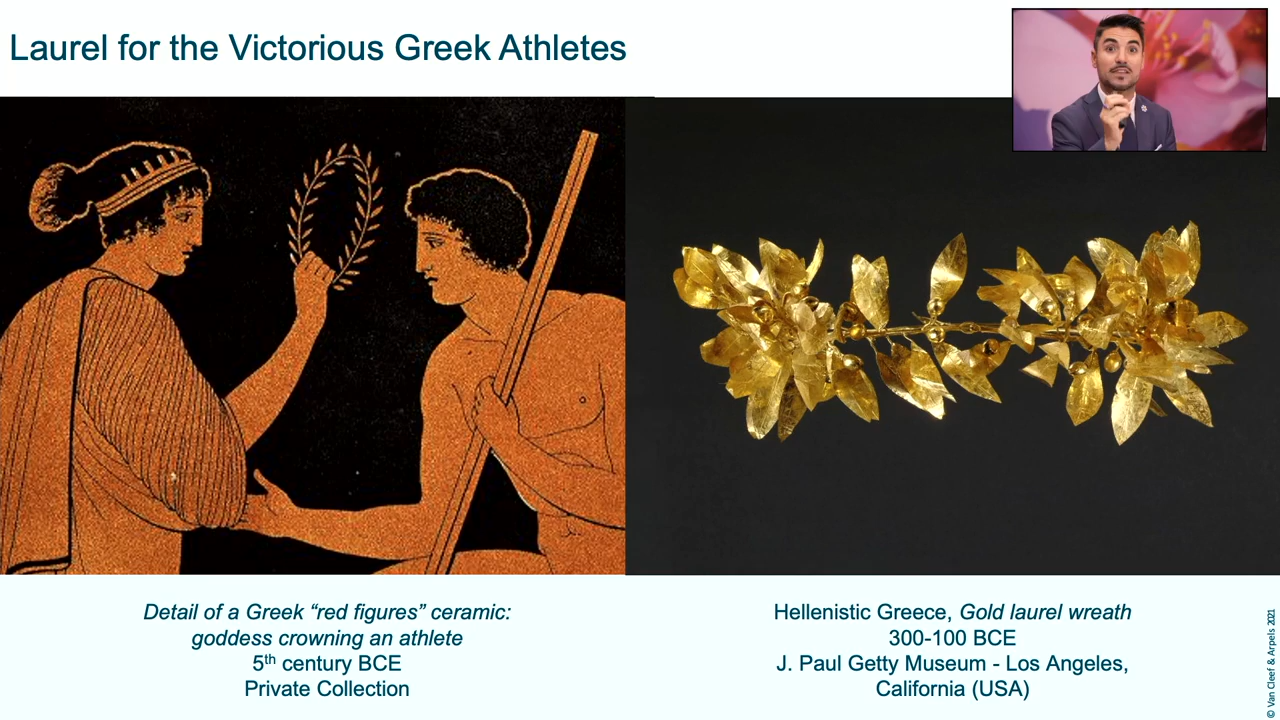 Laurel for the Victorious Greek Athletes
Detail of a Greek “red figures” ceramic:
goddess crowning an athlete
5th century BCE
Private Collection
Hellenistic Greece, Gold laurel wreath
300-100 BCE
J. Paul Getty Museum - Los Angeles,
California (USA)
© Van Cleef & Arpels 2021